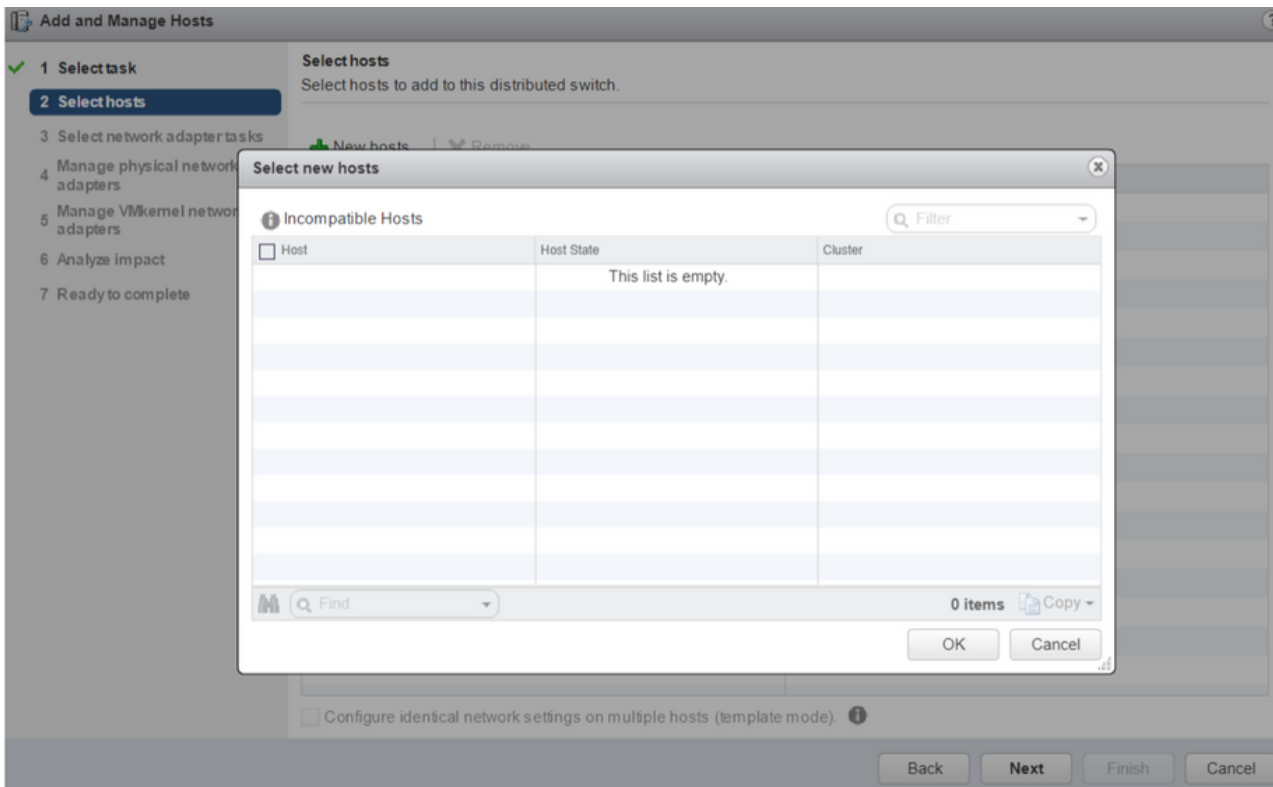 Add and Manage Hosts
1 Select task
2 Select hosts
3 Select network adapter tasks
4 Manage physical network
adapters
5 Manage VMkernel networ
adapters
6 Analyze impact
7 Ready to complete
Select hosts
Select hosts to add to this distributed switch.
New hosts Remove
Select new hosts
Incompatible Hosts
Filter
Host Host State Cluster
This list is empty.
Find 0 items Copy
OK Cancel
Configure identical network settings on multiple hosts (template mode).
Back Next Finish Cancel